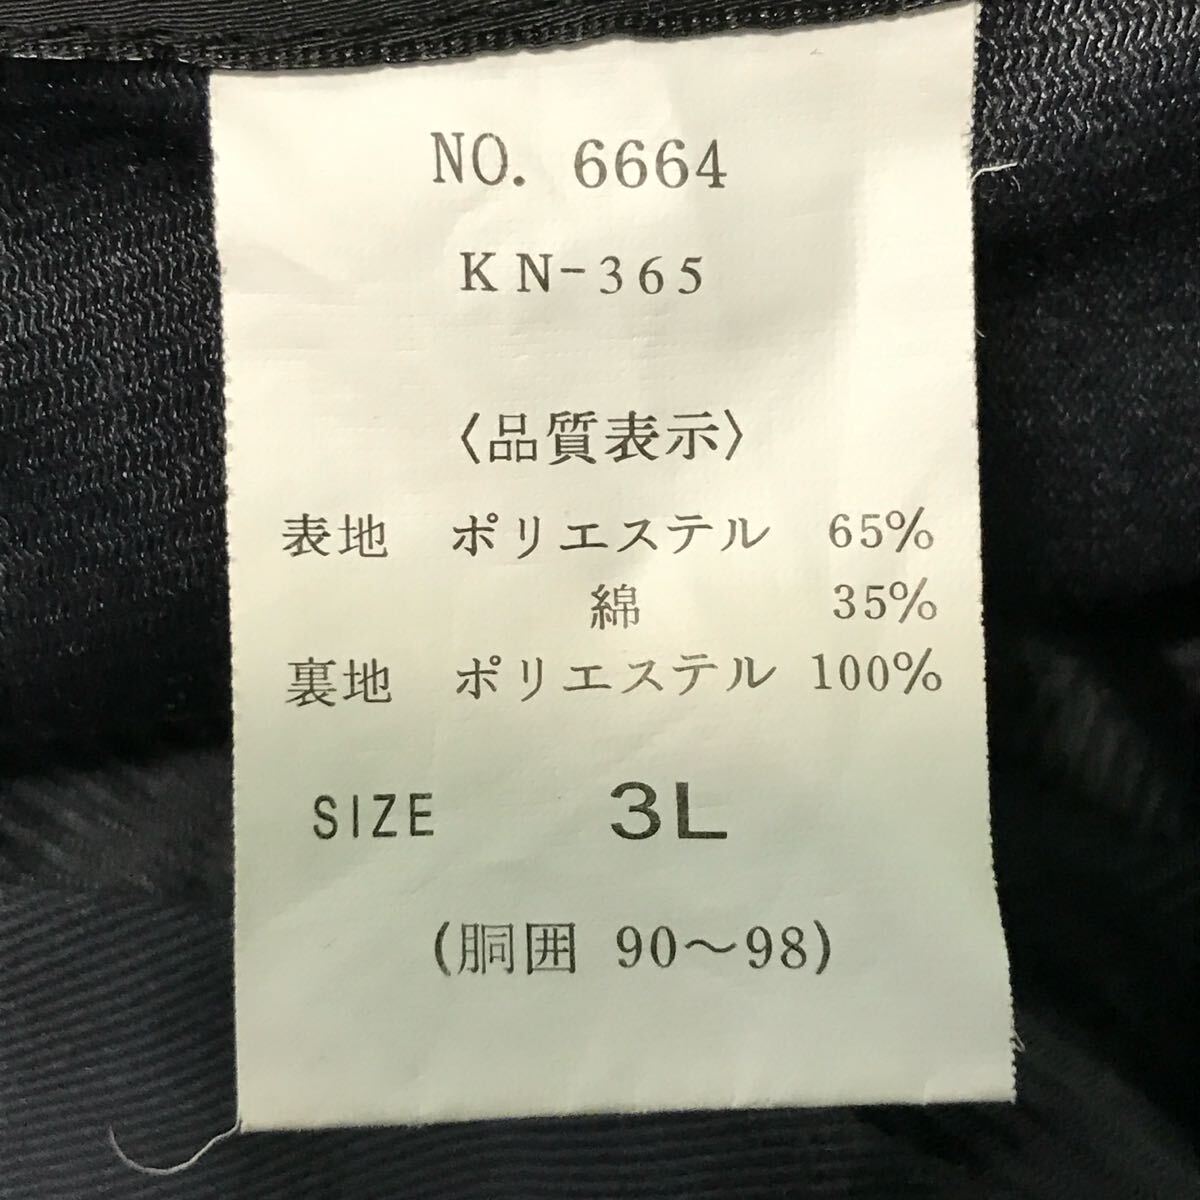 NO. 6664
KN-365
〈品質表示〉
表地 ポリエステル 65%
綿 35%
裏地 ポリエステル 100%
SIZE 3L
(胴囲 90〜98)